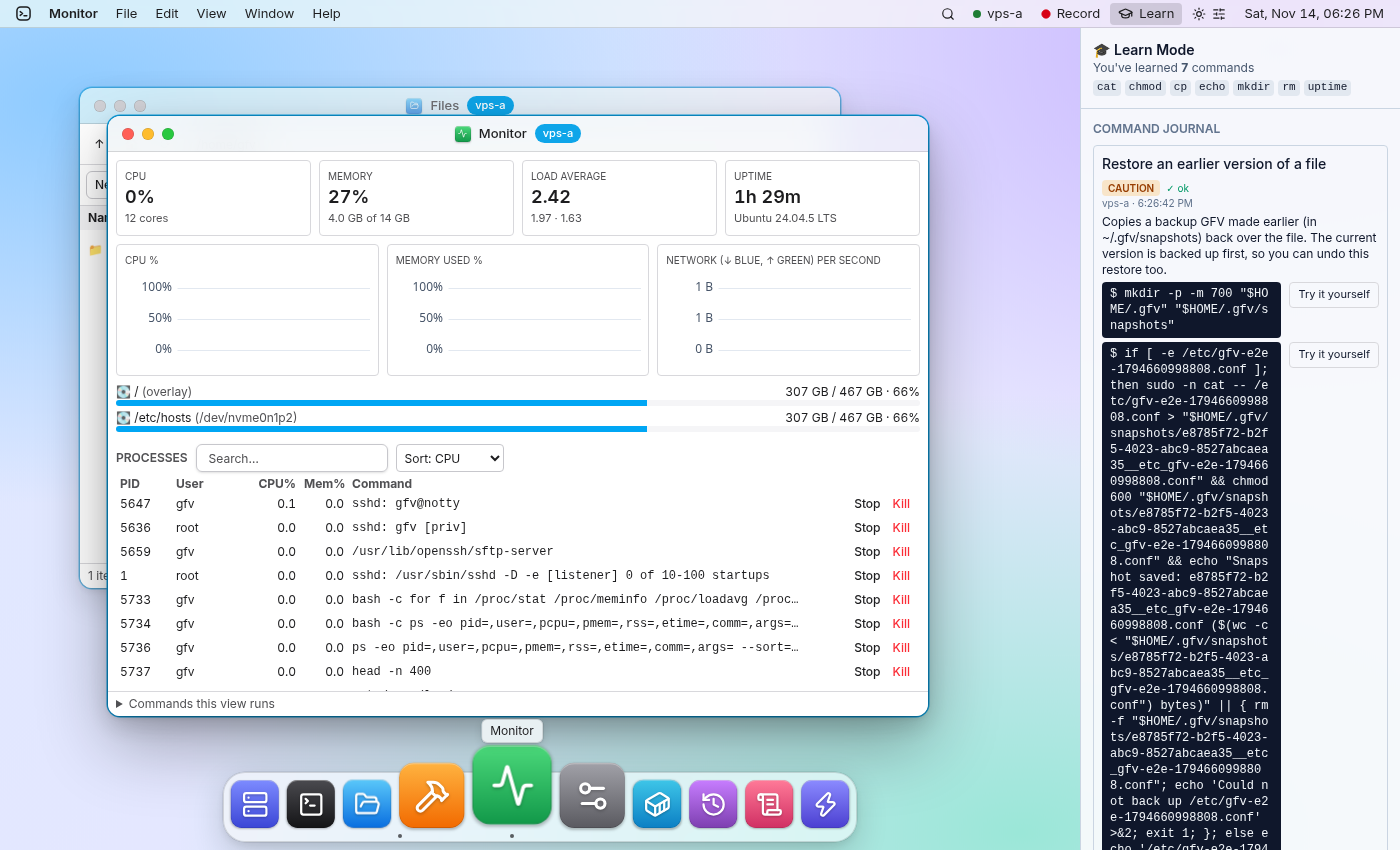 Monitor File Edit View Window Help
vps-a Record Learn Sat, Nov 14, 06:26 PM
Files vps-a
Monitor vps-a
CPU
0%
12 cores
MEMORY
27%
4.0 GB of 14 GB
LOAD AVERAGE
2.42
1.97 · 1.63
UPTIME
1h 29m
Ubuntu 24.04.5 LTS
CPU %
100%
50%
0%
MEMORY USED %
100%
50%
0%
NETWORK (↓ BLUE, ↑ GREEN) PER SECOND
1 B
1 B
0 B
/ (overlay) 307 GB / 467 GB · 66%
/etc/hosts (/dev/nvme0n1p2) 307 GB / 467 GB · 66%
PROCESSES Search... Sort: CPU
PID User CPU% Mem% Command
5647 gfv 0.1 0.0 sshd: gfv@notty Stop Kill
5636 root 0.0 0.0 sshd: gfv [priv] Stop Kill
5659 gfv 0.0 0.0 /usr/lib/openssh/sftp-server Stop Kill
1 root 0.0 0.0 sshd: /usr/sbin/sshd -D -e [listener] 0 of 10-100 startups Stop Kill
5733 gfv 0.0 0.0 bash -c for f in /proc/stat /proc/meminfo /proc/loadavg /proc… Stop Kill
5734 gfv 0.0 0.0 bash -c ps -eo pid=,user=,pcpu=,pmem=,rss=,etime=,comm=,args=… Stop Kill
5736 gfv 0.0 0.0 ps -eo pid=,user=,pcpu=,pmem=,rss=,etime=,comm=,args= --sort=… Stop Kill
5737 gfv 0.0 0.0 head -n 400 Stop Kill
▶ Commands this view runs
1 ite
Monitor
Learn Mode
You've learned 7 commands
cat chmod cp echo mkdir rm uptime
COMMAND JOURNAL
Restore an earlier version of a file
CAUTION ✓ ok
vps-a · 6:26:42 PM
Copies a backup GFV made earlier (in
~/.gfv/snapshots) back over the file. The current
version is backed up first, so you can undo this
restore too.
$ mkdir -p -m 700 "$HO
ME/.gfv" "$HOME/.gfv/s
napshots"
Try it yourself
$ if [ -e /etc/gfv-e2e
-1794660998808.conf ];
then sudo -n cat -- /e
tc/gfv-e2e-17946609988
08.conf > "$HOME/.gfv/
snapshots/e8785f72-b2f
5-4023-abc9-8527abcaea
35__etc_gfv-e2e-179466
0998808.conf" && chmod
600 "$HOME/.gfv/snapsh
ots/e8785f72-b2f5-4023
-abc9-8527abcaea35__et
c_gfv-e2e-179466099880
8.conf" && echo "Snaps
hot saved: e8785f72-b2
f5-4023-abc9-8527abcae
a35__etc_gfv-e2e-17946
60998808.conf ($(wc -c
< "$HOME/.gfv/snapshot
s/e8785f72-b2f5-4023-a
bc9-8527abcaea35__etc_
gfv-e2e-1794660998808.
conf") bytes)" || { rm
-f "$HOME/.gfv/snapsho
ts/e8785f72-b2f5-4023-
abc9-8527abcaea35__etc
_gfv-e2e-179466099880
8.conf"; echo 'Could n
ot back up /etc/gfv-e2
e-1794660998808.conf'
>&2; exit 1; }; else e
cho '/etc/gfv-e2e-1794
Try it yourself